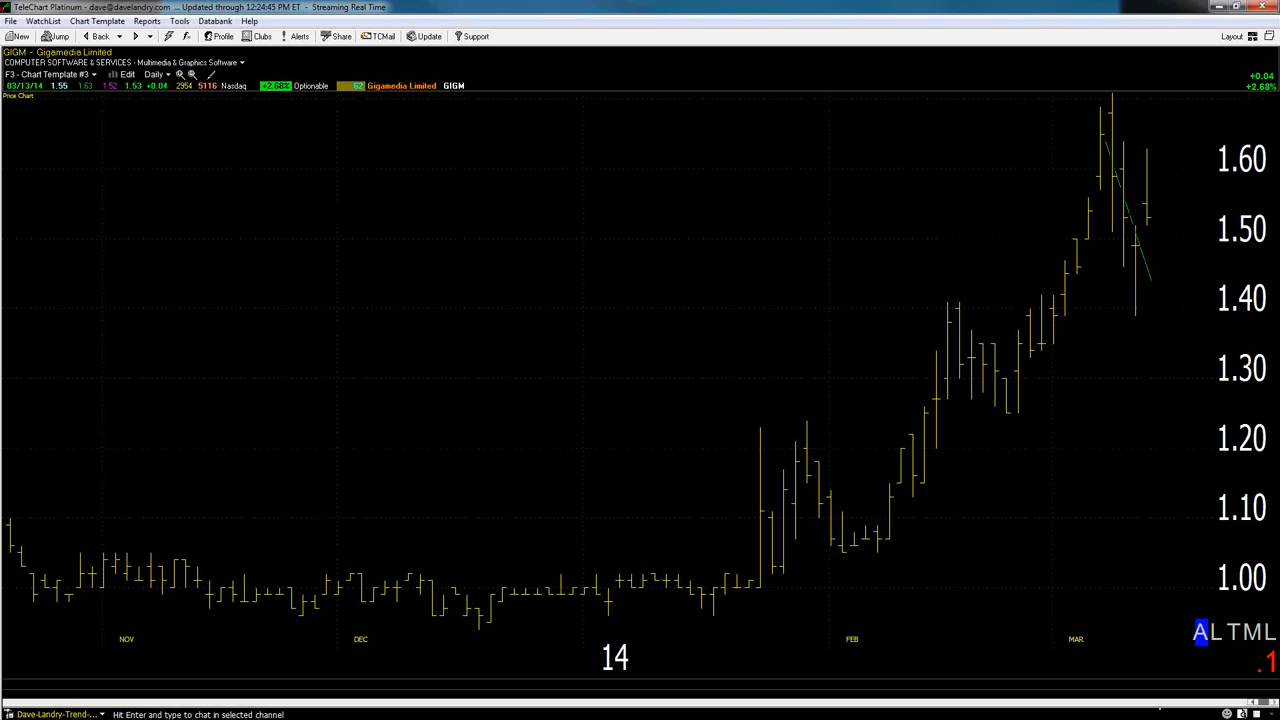 TeleChart Platinum - dave@davelandry.com ... Updated through 12:24:45 PM ET - Streaming Real Time
File WatchList Chart Template Reports Tools Databank Help
New Jump Back Profile Clubs Alerts Share TCMail Update Support Layout
GIGM - Gigamedia Limited
COMPUTER SOFTWARE & SERVICES - Multimedia & Graphics Software
F3 - Chart Template #3 Edit Daily +0.04
03/13/14 1.55 1.63 1.52 1.53 +0.04 2954 5116 Nasdaq +2.68% Optionable 62 Gigamedia Limited GIGM +2.68%
Price Chart
1.60
1.50
1.40
1.30
1.20
1.10
1.00
NOV DEC FEB MAR
ALTML
14
.1
Dave-Landry-Trend-... Hit Enter and type to chat in selected channel